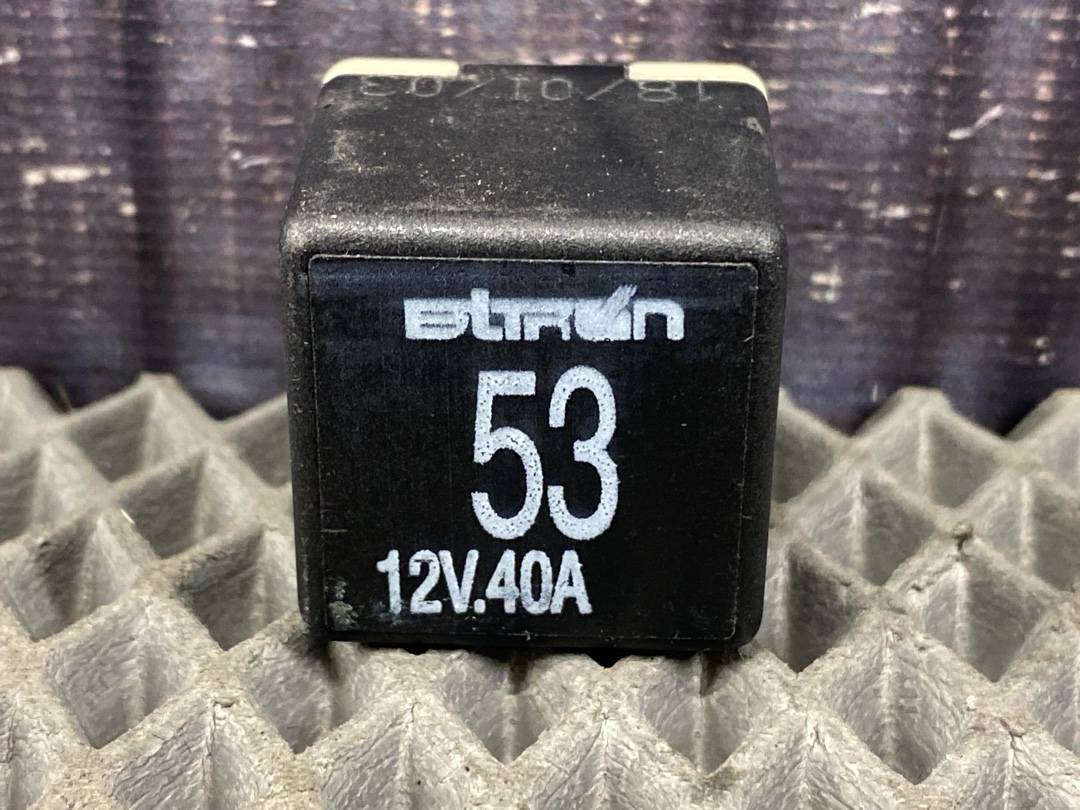 18/01/03
BITRON
53
12V.40A